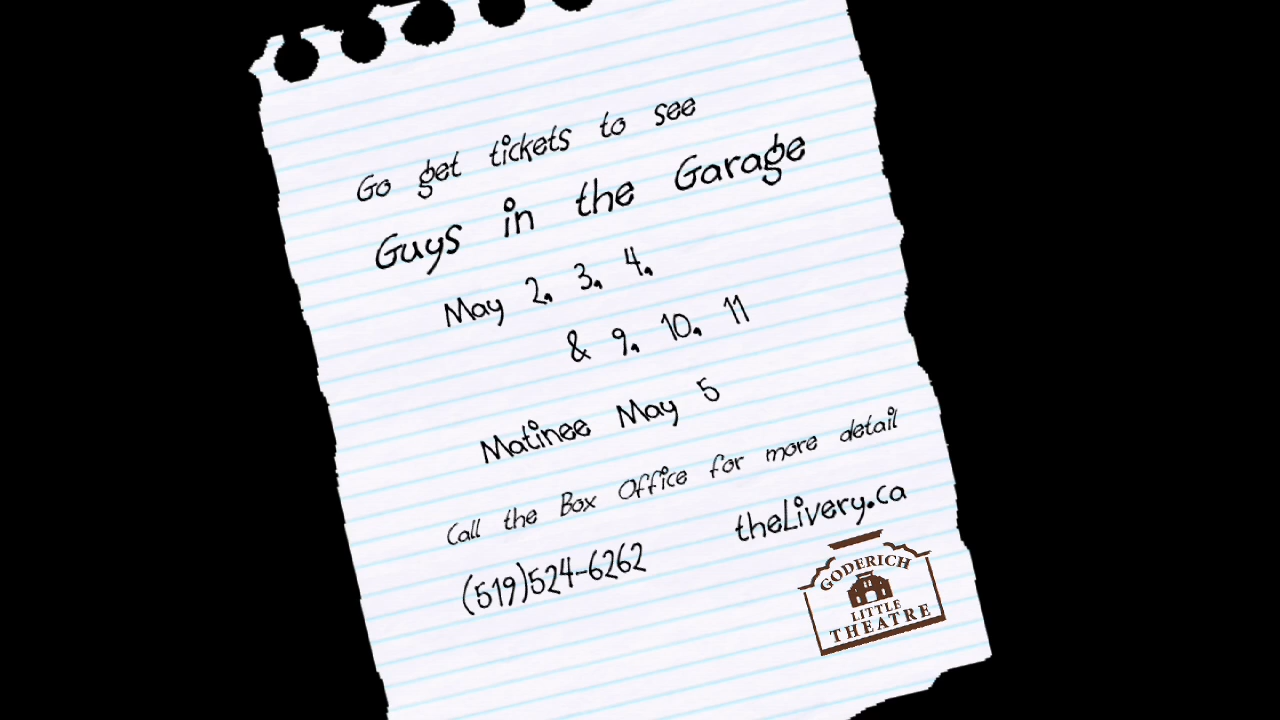 Go get tickets to see
Guys in the Garage
May 2, 3, 4,
& 9, 10, 11
Matinee May 5
Call the Box Office for more detail
(519)524-6262
theLivery.ca
GODERICH
LITTLE
THEATRE